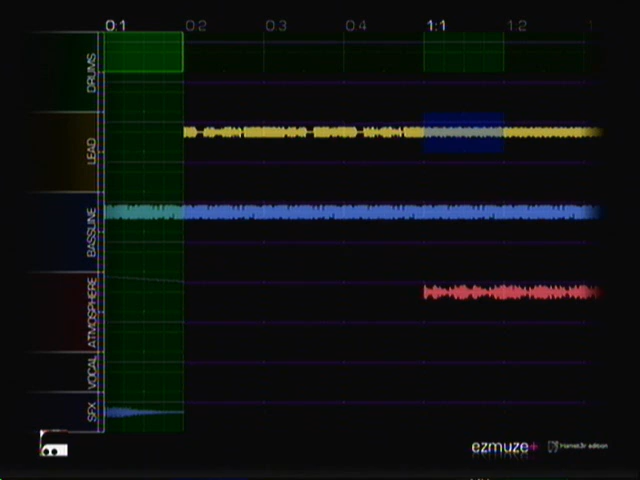 0:1 0:2 0:3 0:4 1:1 1:2
DRUMS
LEAD
BASSLINE
ATMOSPHERE
VOCAL
SFX
ezmuze+ Hamst3r edition